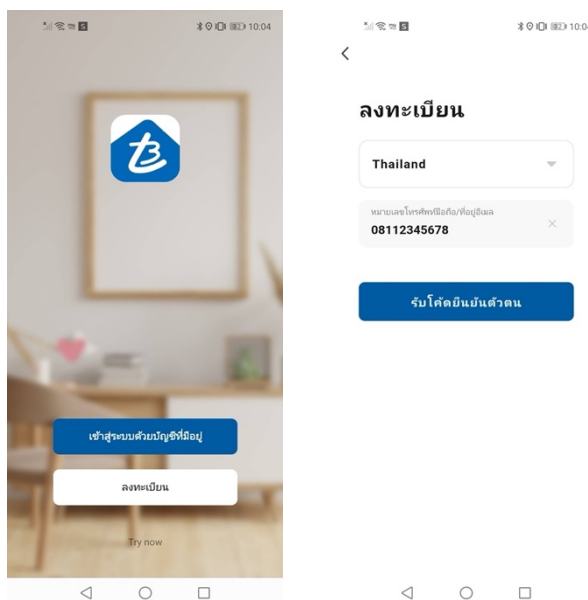 10:04
เข้าสู่ระบบด้วยบัญชีที่มีอยู่
ลงทะเบียน
Try now
ลงทะเบียน
Thailand
หมายเลขโทรศัพท์มือถือ/ที่อยู่อีเมล
08112345678
รับโค้ดยืนยันตัวตน